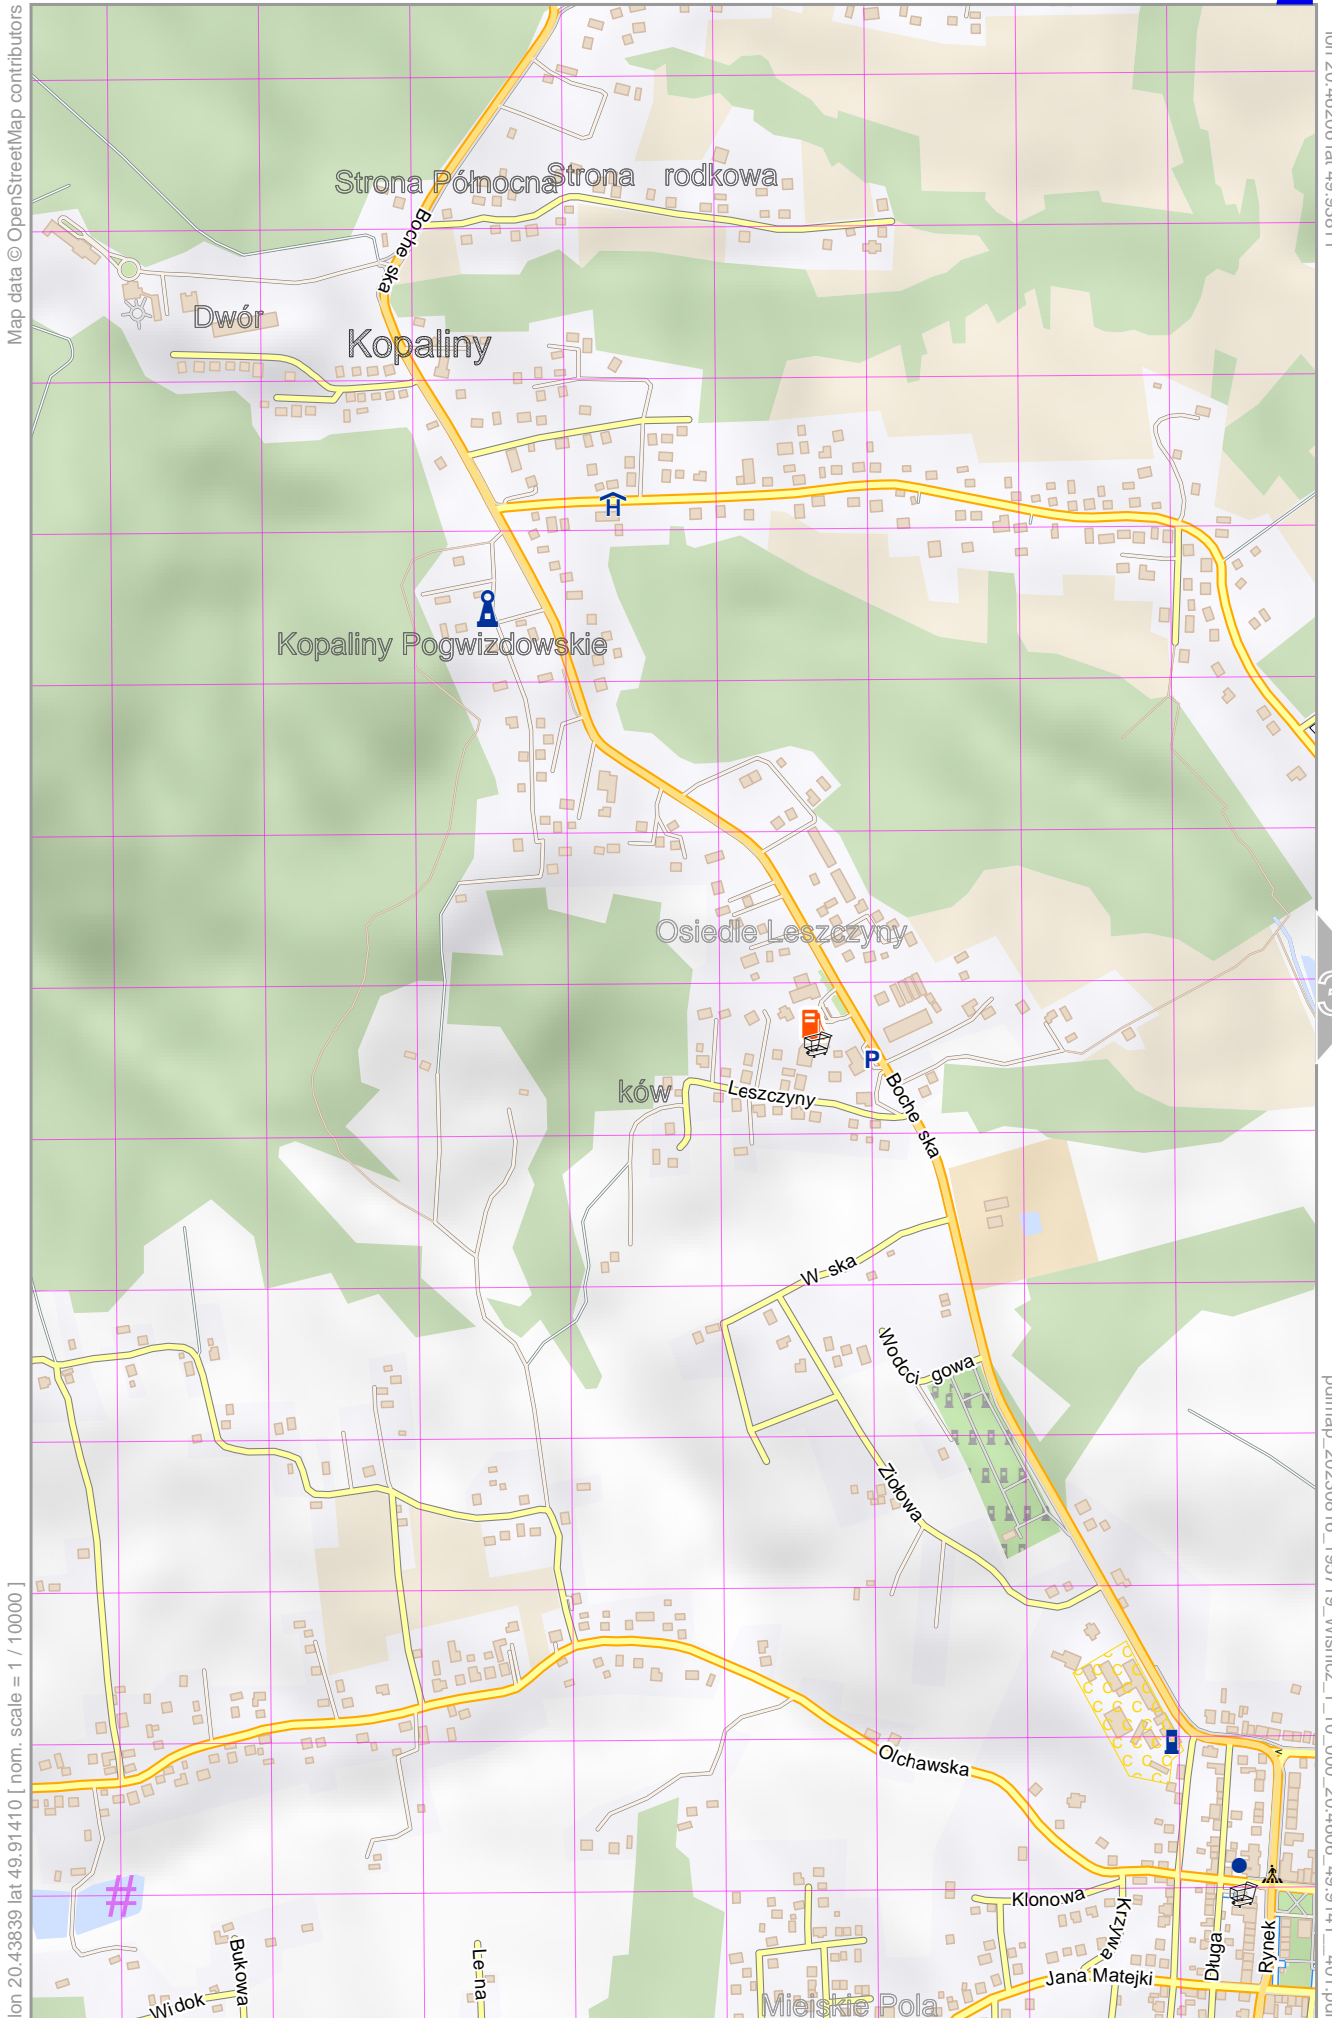 Map data © OpenStreetMap contributors
Strona Północna
Strona rodkowa
Boche ska
Dwór
Kopaliny
H
Kopaliny Pogwizdowskie
Osiedle Leszczyny
P
ków
Leszczyny
Boche ska
W ska
Wodoci gowa
Ziołowa
Olchawska
Klonowa
Krzywa
Długa
Rynek
Jana Matejki
#
Bukowa
Widok
Le na
Miejskie Pola
lon 20.43839 lat 49.91410 [ nom. scale = 1 / 10000 ]